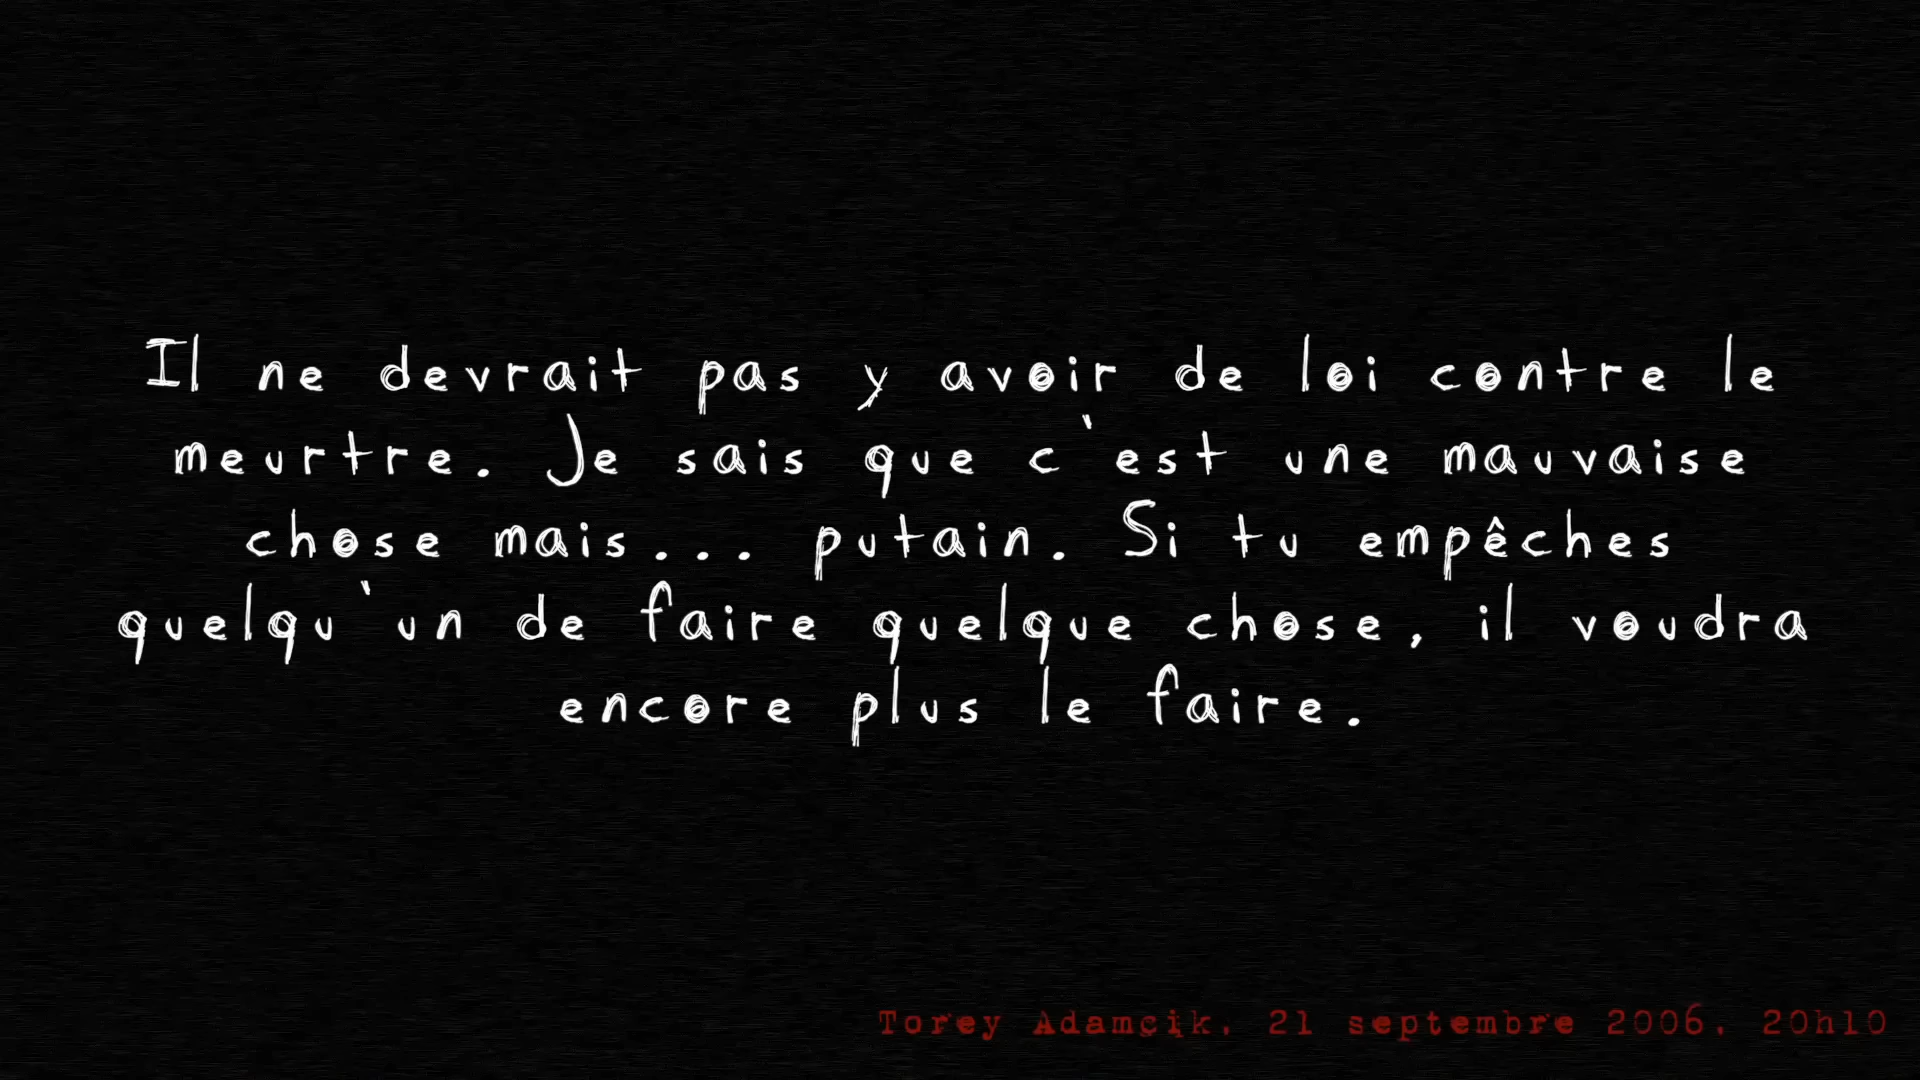 Il ne devrait pas y avoir de loi contre le
meurtre. Je sais que c'est une mauvaise
chose mais... putain. Si tu empêches
quelqu'un de faire quelque chose, il voudra
encore plus le faire.
Torey Adamcik, 21 septembre 2006, 20h10